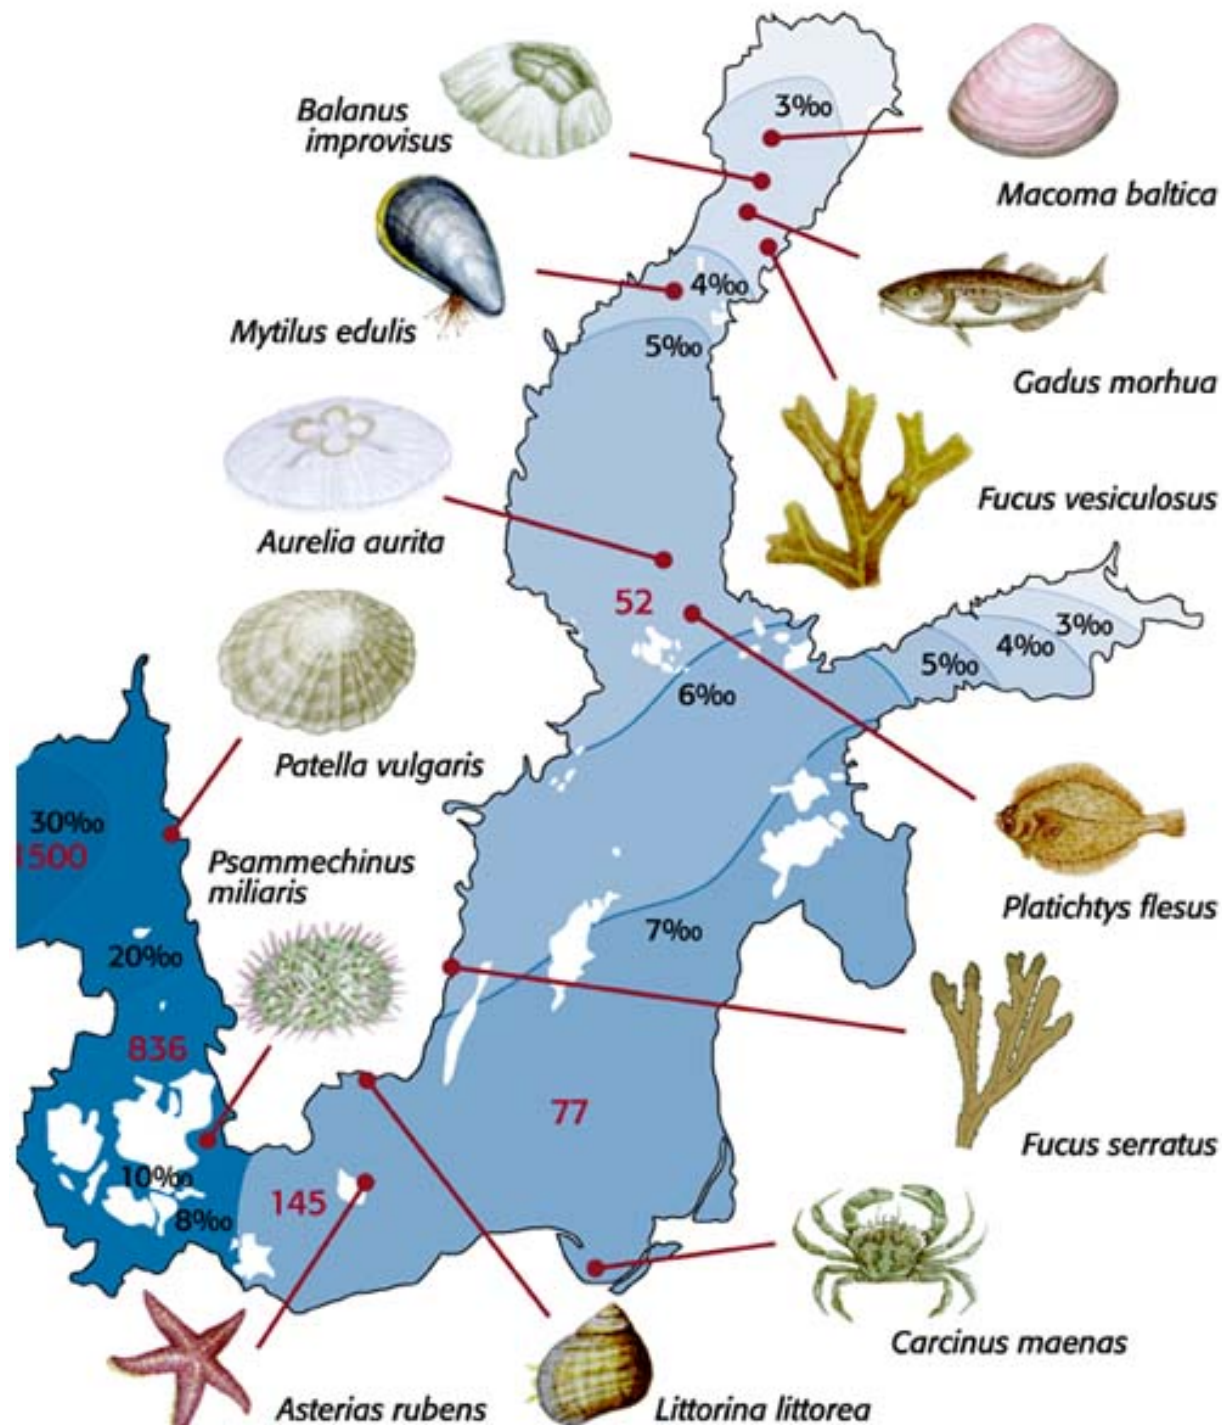 3‰
Balanus
improvisus
Macoma baltica
4‰
Mytilus edulis
5‰
Gadus morhua
Fucus vesiculosus
Aurelia aurita
52
3‰
4‰
5‰
6‰
Patella vulgaris
30‰
1500
Psammechinus
miliaris
Platichtys flesus
7‰
20‰
836
77
Fucus serratus
10‰
145
8‰
Carcinus maenas
Asterias rubens
Littorina littorea